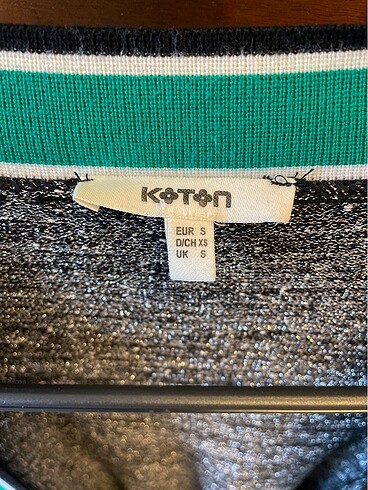 KOTON
EUR S
D/CH XS
UK S